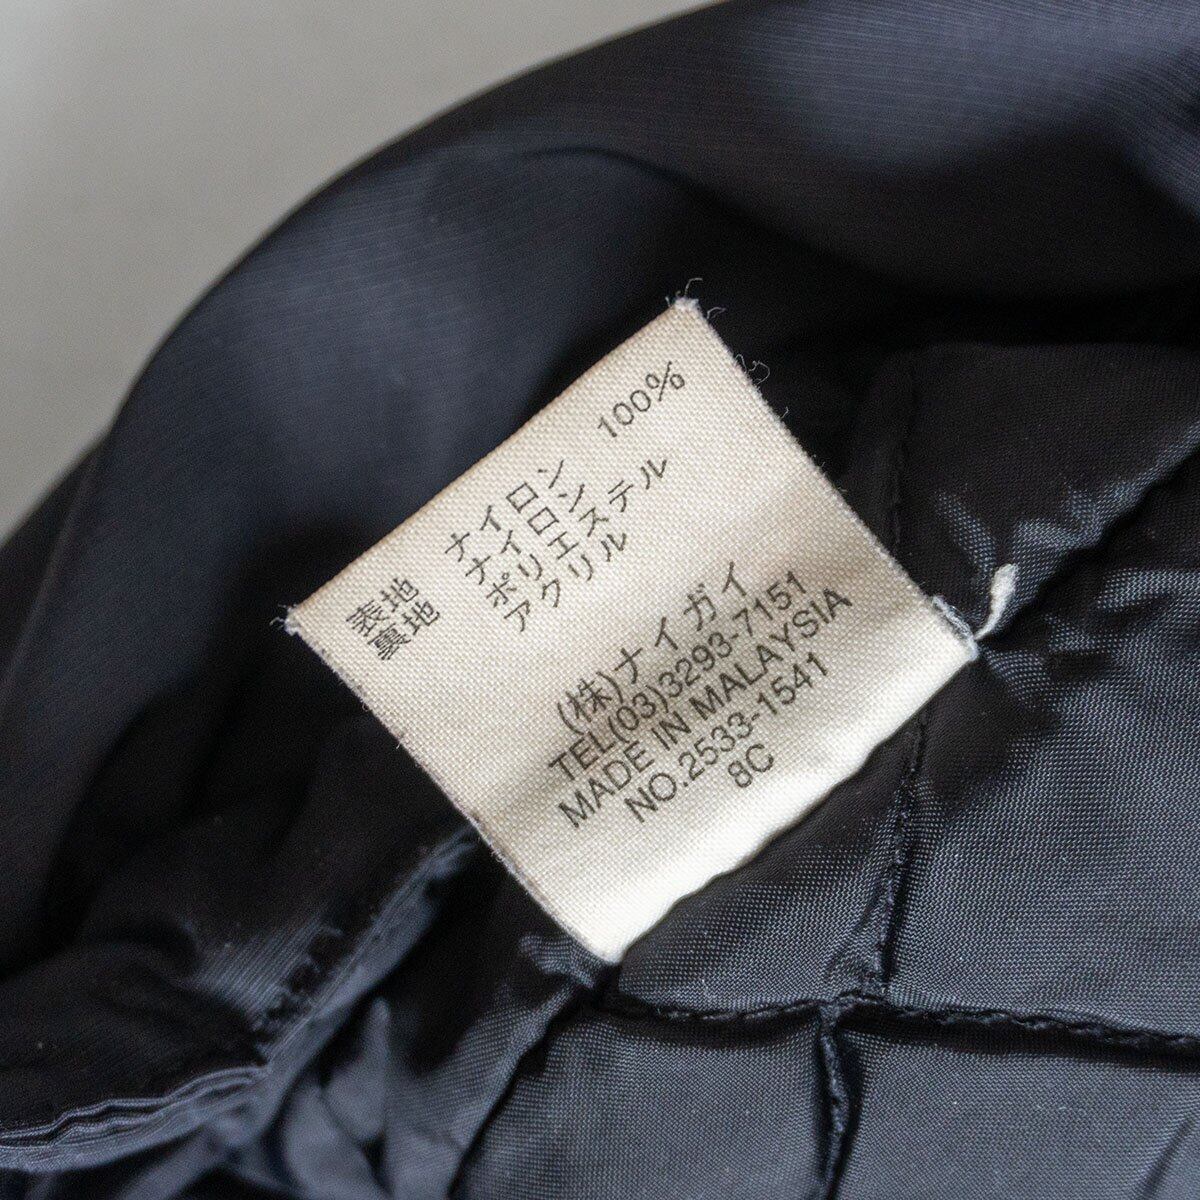 表地 ナイロン 100%
裏地 ナイロン
ポリエステル
アクリル
(株)ナイガイ
TEL(03)3293-7151
MADE IN MALAYSIA
NO.2533-1541
8C